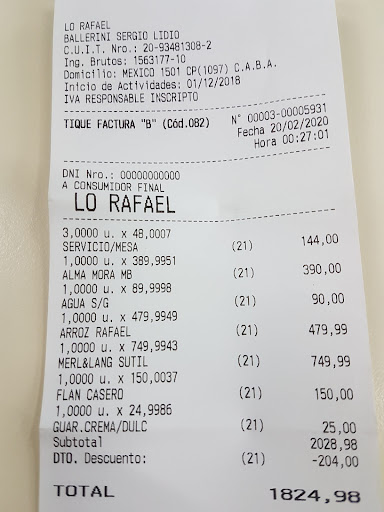 LO RAFAEL
BALLERINI SERGIO LIDIO
C.U.I.T. Nro.: 20-93481308-2
Ing. Brutos: 1563177-10
Domicilio: MEXICO 1501 CP(1097) C.A.B.A.
Inicio de Actividades: 01/12/2018
IVA RESPONSABLE INSCRIPTO
TIQUE FACTURA "B" (Cód.082) N° 00003-00005931
Fecha 20/02/2020
Hora 00:27:01
DNI Nro.: 00000000000
A CONSUMIDOR FINAL
LO RAFAEL
3,0000 u. x 48,0007
SERVICIO/MESA (21) 144,00
1,0000 u. x 389,9951
ALMA MORA MB (21) 390,00
1,0000 u. x 89,9998
AGUA S/G (21) 90,00
1,0000 u. x 479,9949
ARROZ RAFAEL (21) 479,99
1,0000 u. x 749,9943
MERL&LANG SUTIL (21) 749,99
1,0000 u. x 150,0037
FLAN CASERO (21) 150,00
1,0000 u. x 24,9986
GUAR.CREMA/DULC (21) 25,00
Subtotal 2028,98
DTO. Descuento: (21) -204,00
TOTAL 1824,98